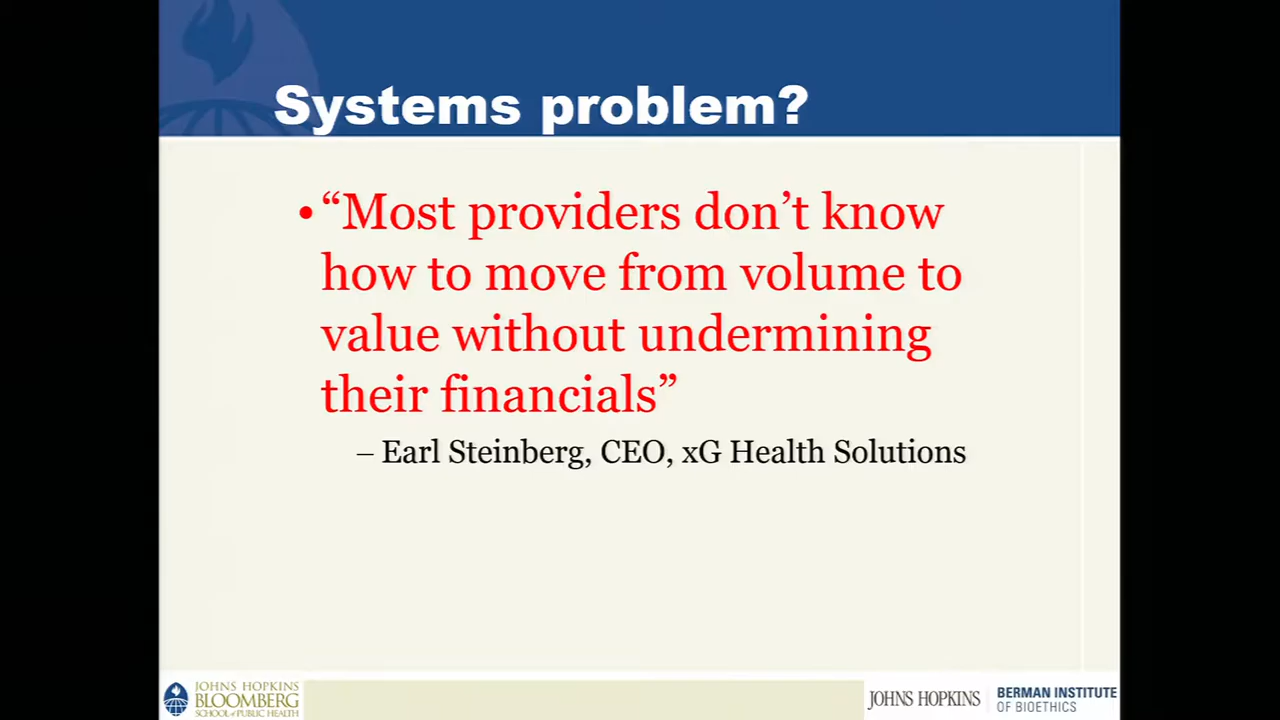 Systems problem?
• “Most providers don’t know
how to move from volume to
value without undermining
their financials”
– Earl Steinberg, CEO, xG Health Solutions
JOHNS HOPKINS
BLOOMBERG
SCHOOL of PUBLIC HEALTH
JOHNS HOPKINS
BERMAN INSTITUTE
OF BIOETHICS